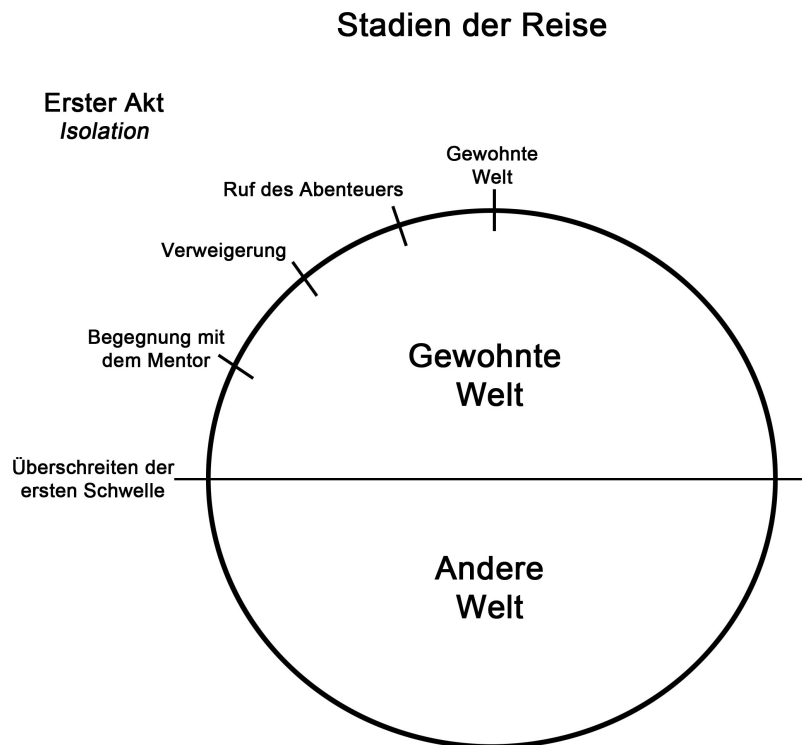 Stadien der Reise
Erster Akt
Isolation
Gewohnte
Welt
Ruf des Abenteuers
Verweigerung
Begegnung mit
dem Mentor
Gewohnte
Welt
Überschreiten der
ersten Schwelle
Andere
Welt